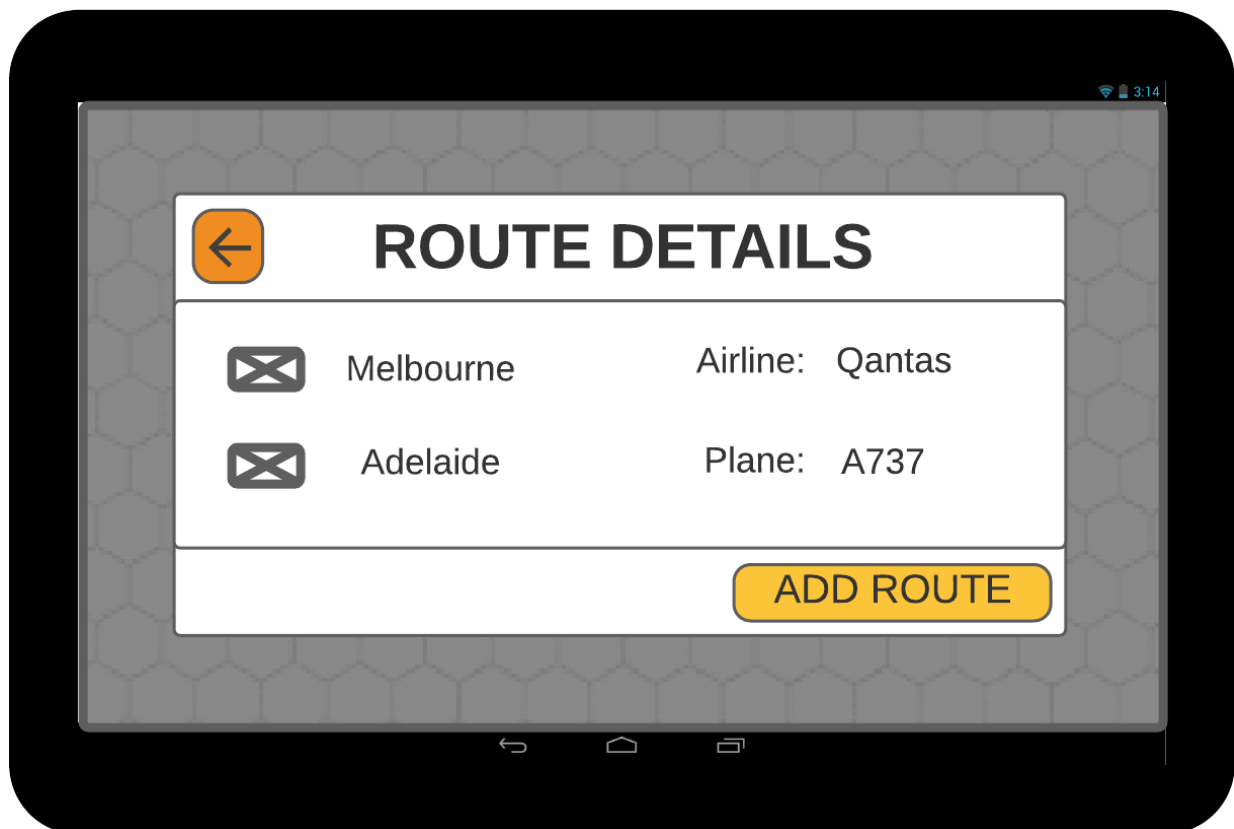 3:14
ROUTE DETAILS
Melbourne
Airline: Qantas
Adelaide
Plane: A737
ADD ROUTE